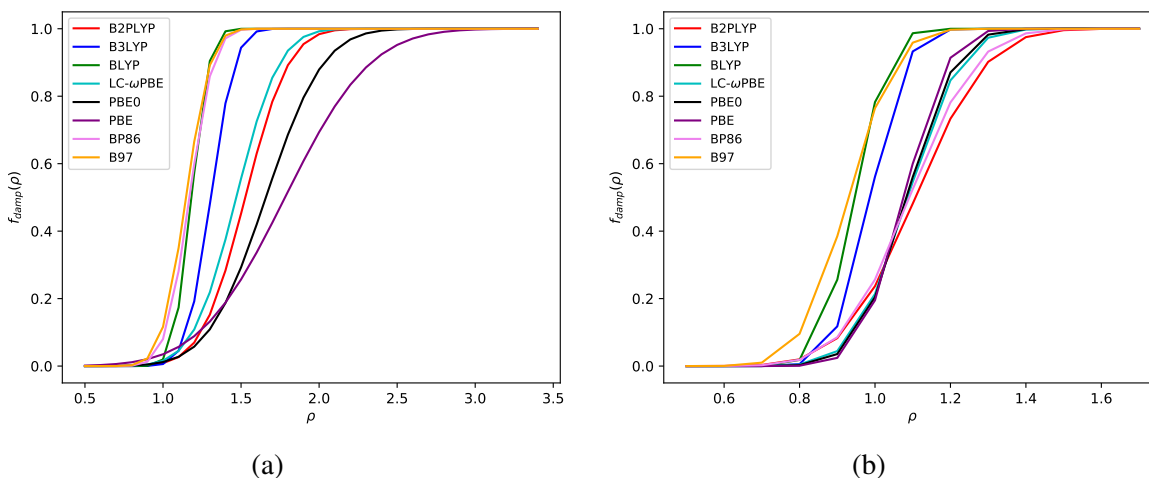 1.0
0.8
0.6
0.4
0.2
0.0
f_damp(ρ)
B2PLYP
B3LYP
BLYP
LC-ωPBE
PBE0
PBE
BP86
B97
0.5 1.0 1.5 2.0 2.5 3.0 3.5
ρ
(a)
1.0
0.8
0.6
0.4
0.2
0.0
f_damp(ρ)
B2PLYP
B3LYP
BLYP
LC-ωPBE
PBE0
PBE
BP86
B97
0.6 0.8 1.0 1.2 1.4 1.6
ρ
(b)